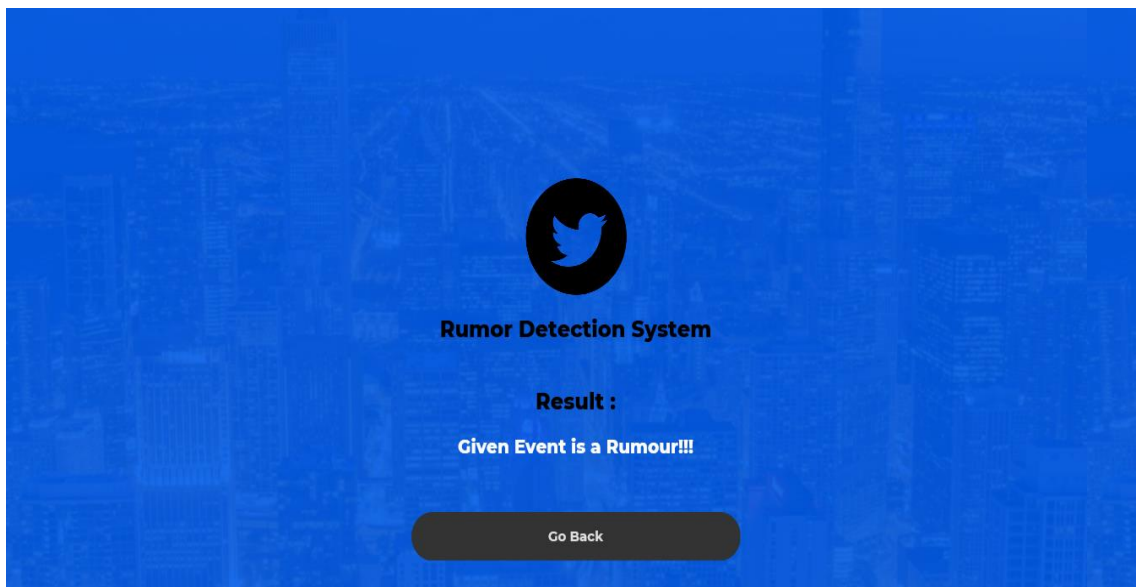 Rumor Detection System
Result :
Given Event is a Rumour!!!
Go Back